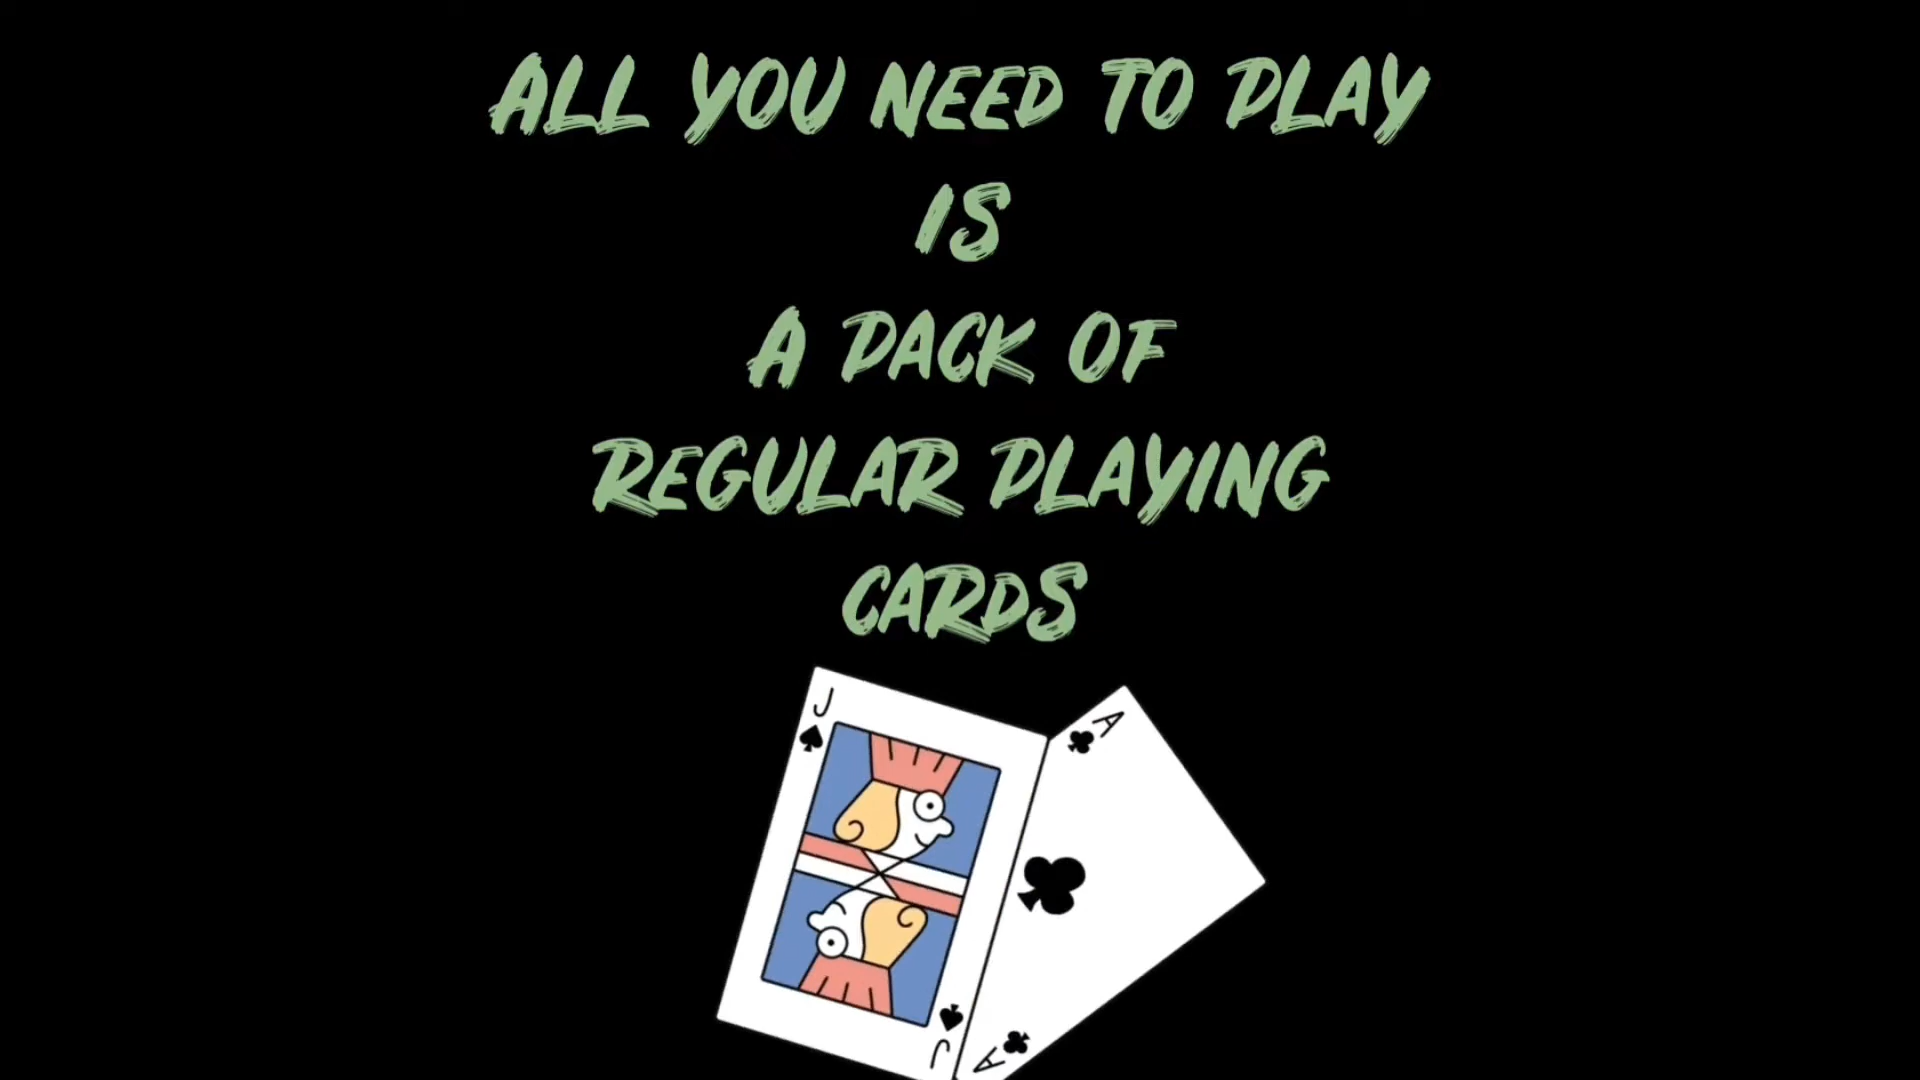 ALL YOU NEED TO PLAY
IS
A PACK OF
REGULAR PLAYING
CARDS
J
A
J
A